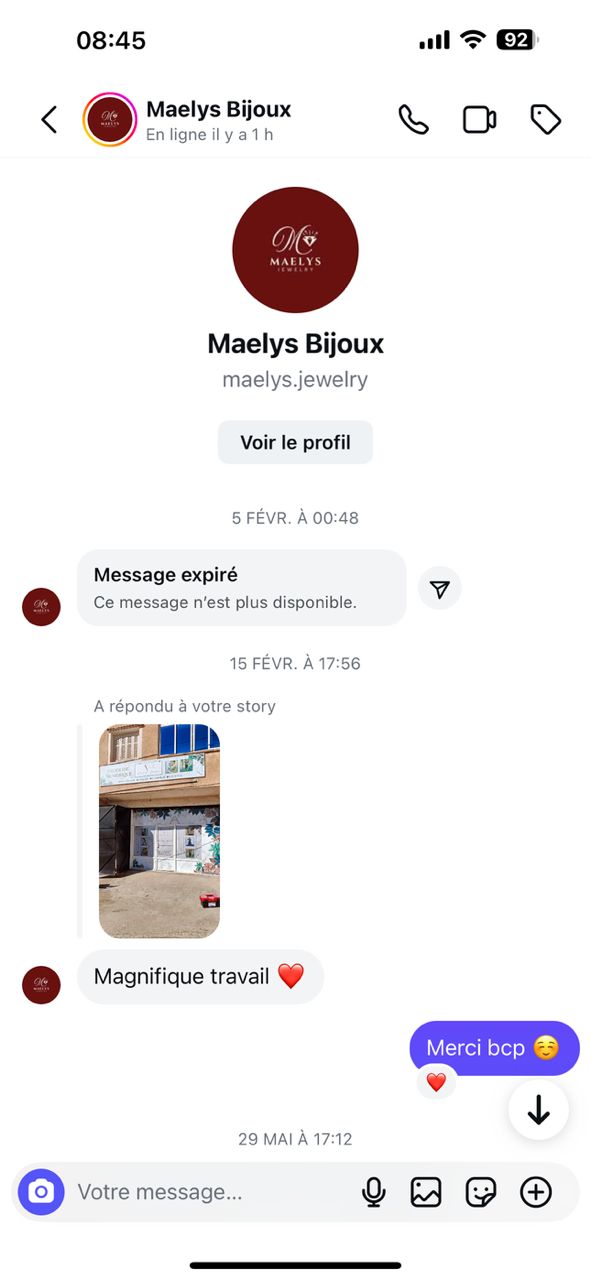 08:45
92
Maelys Bijoux
En ligne il y a 1 h
MAELYS
JEWELRY
Maelys Bijoux
maelys.jewelry
Voir le profil
5 FÉVR. À 00:48
Message expiré
Ce message n’est plus disponible.
15 FÉVR. À 17:56
A répondu à votre story
Magnifique travail ❤️
Merci bcp ☺️
❤️
29 MAI À 17:12
Votre message...